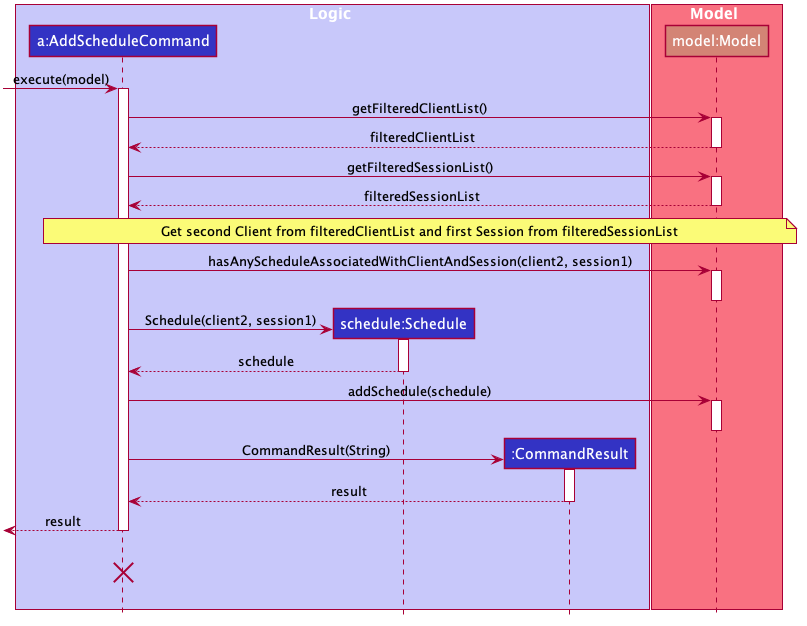 Logic
Model
a:AddScheduleCommand
model:Model
execute(model)
getFilteredClientList()
filteredClientList
getFilteredSessionList()
filteredSessionList
Get second Client from filteredClientList and first Session from filteredSessionList
hasAnyScheduleAssociatedWithClientAndSession(client2, session1)
Schedule(client2, session1)
schedule:Schedule
schedule
addSchedule(schedule)
CommandResult(String)
:CommandResult
result
result